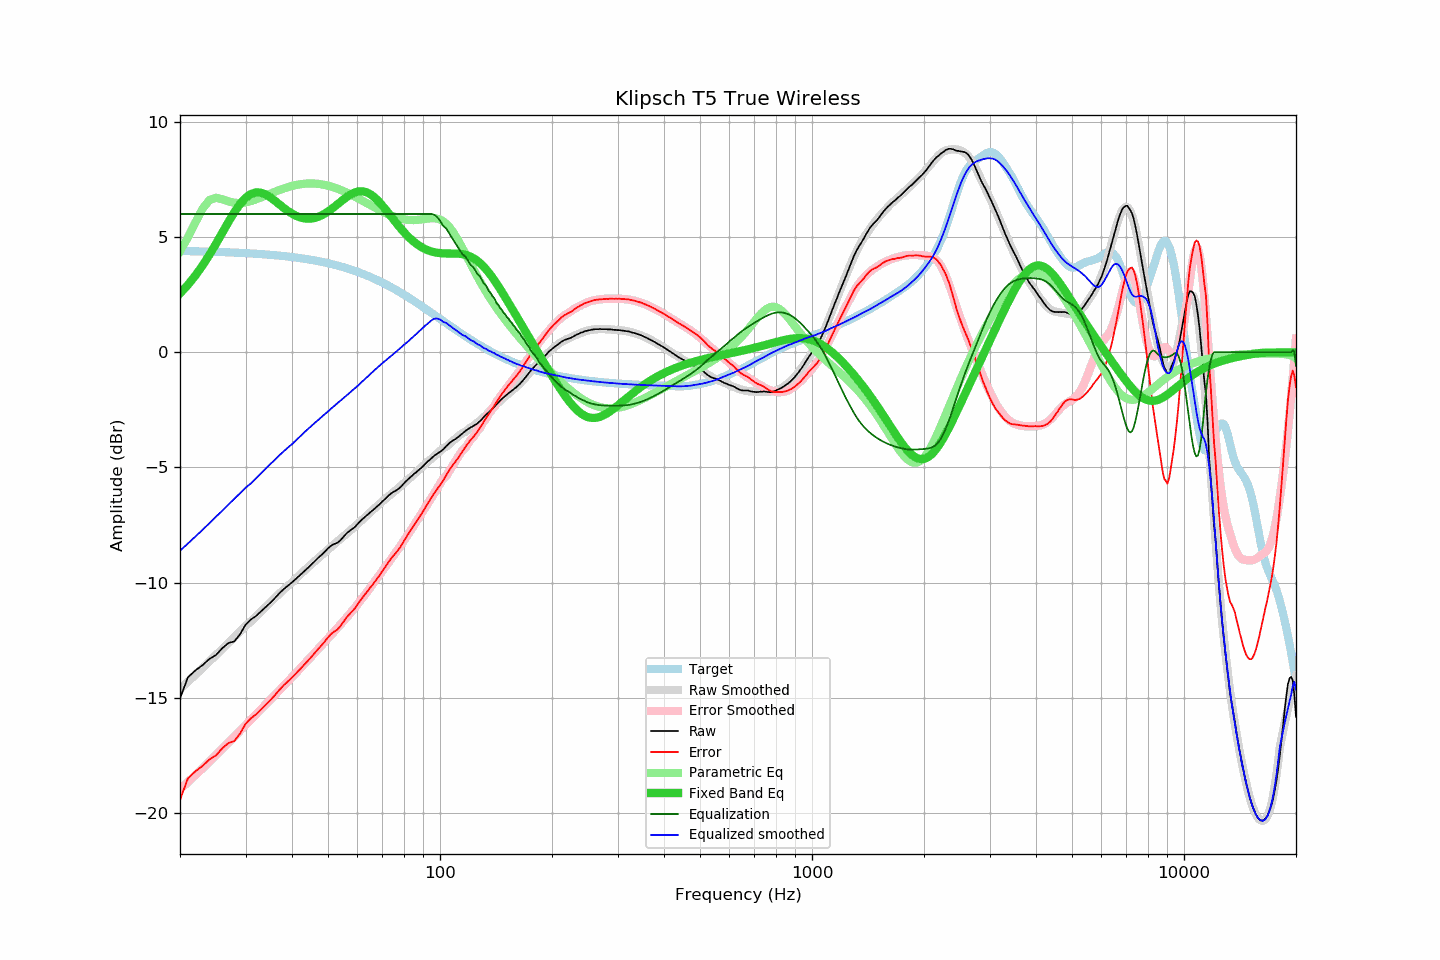 Klipsch T5 True Wireless
10
5
0
−5
−10
−15
−20
Amplitude (dBr)
Target
Raw Smoothed
Error Smoothed
Raw
Error
Parametric Eq
Fixed Band Eq
Equalization
Equalized smoothed
100 1000 10000
Frequency (Hz)